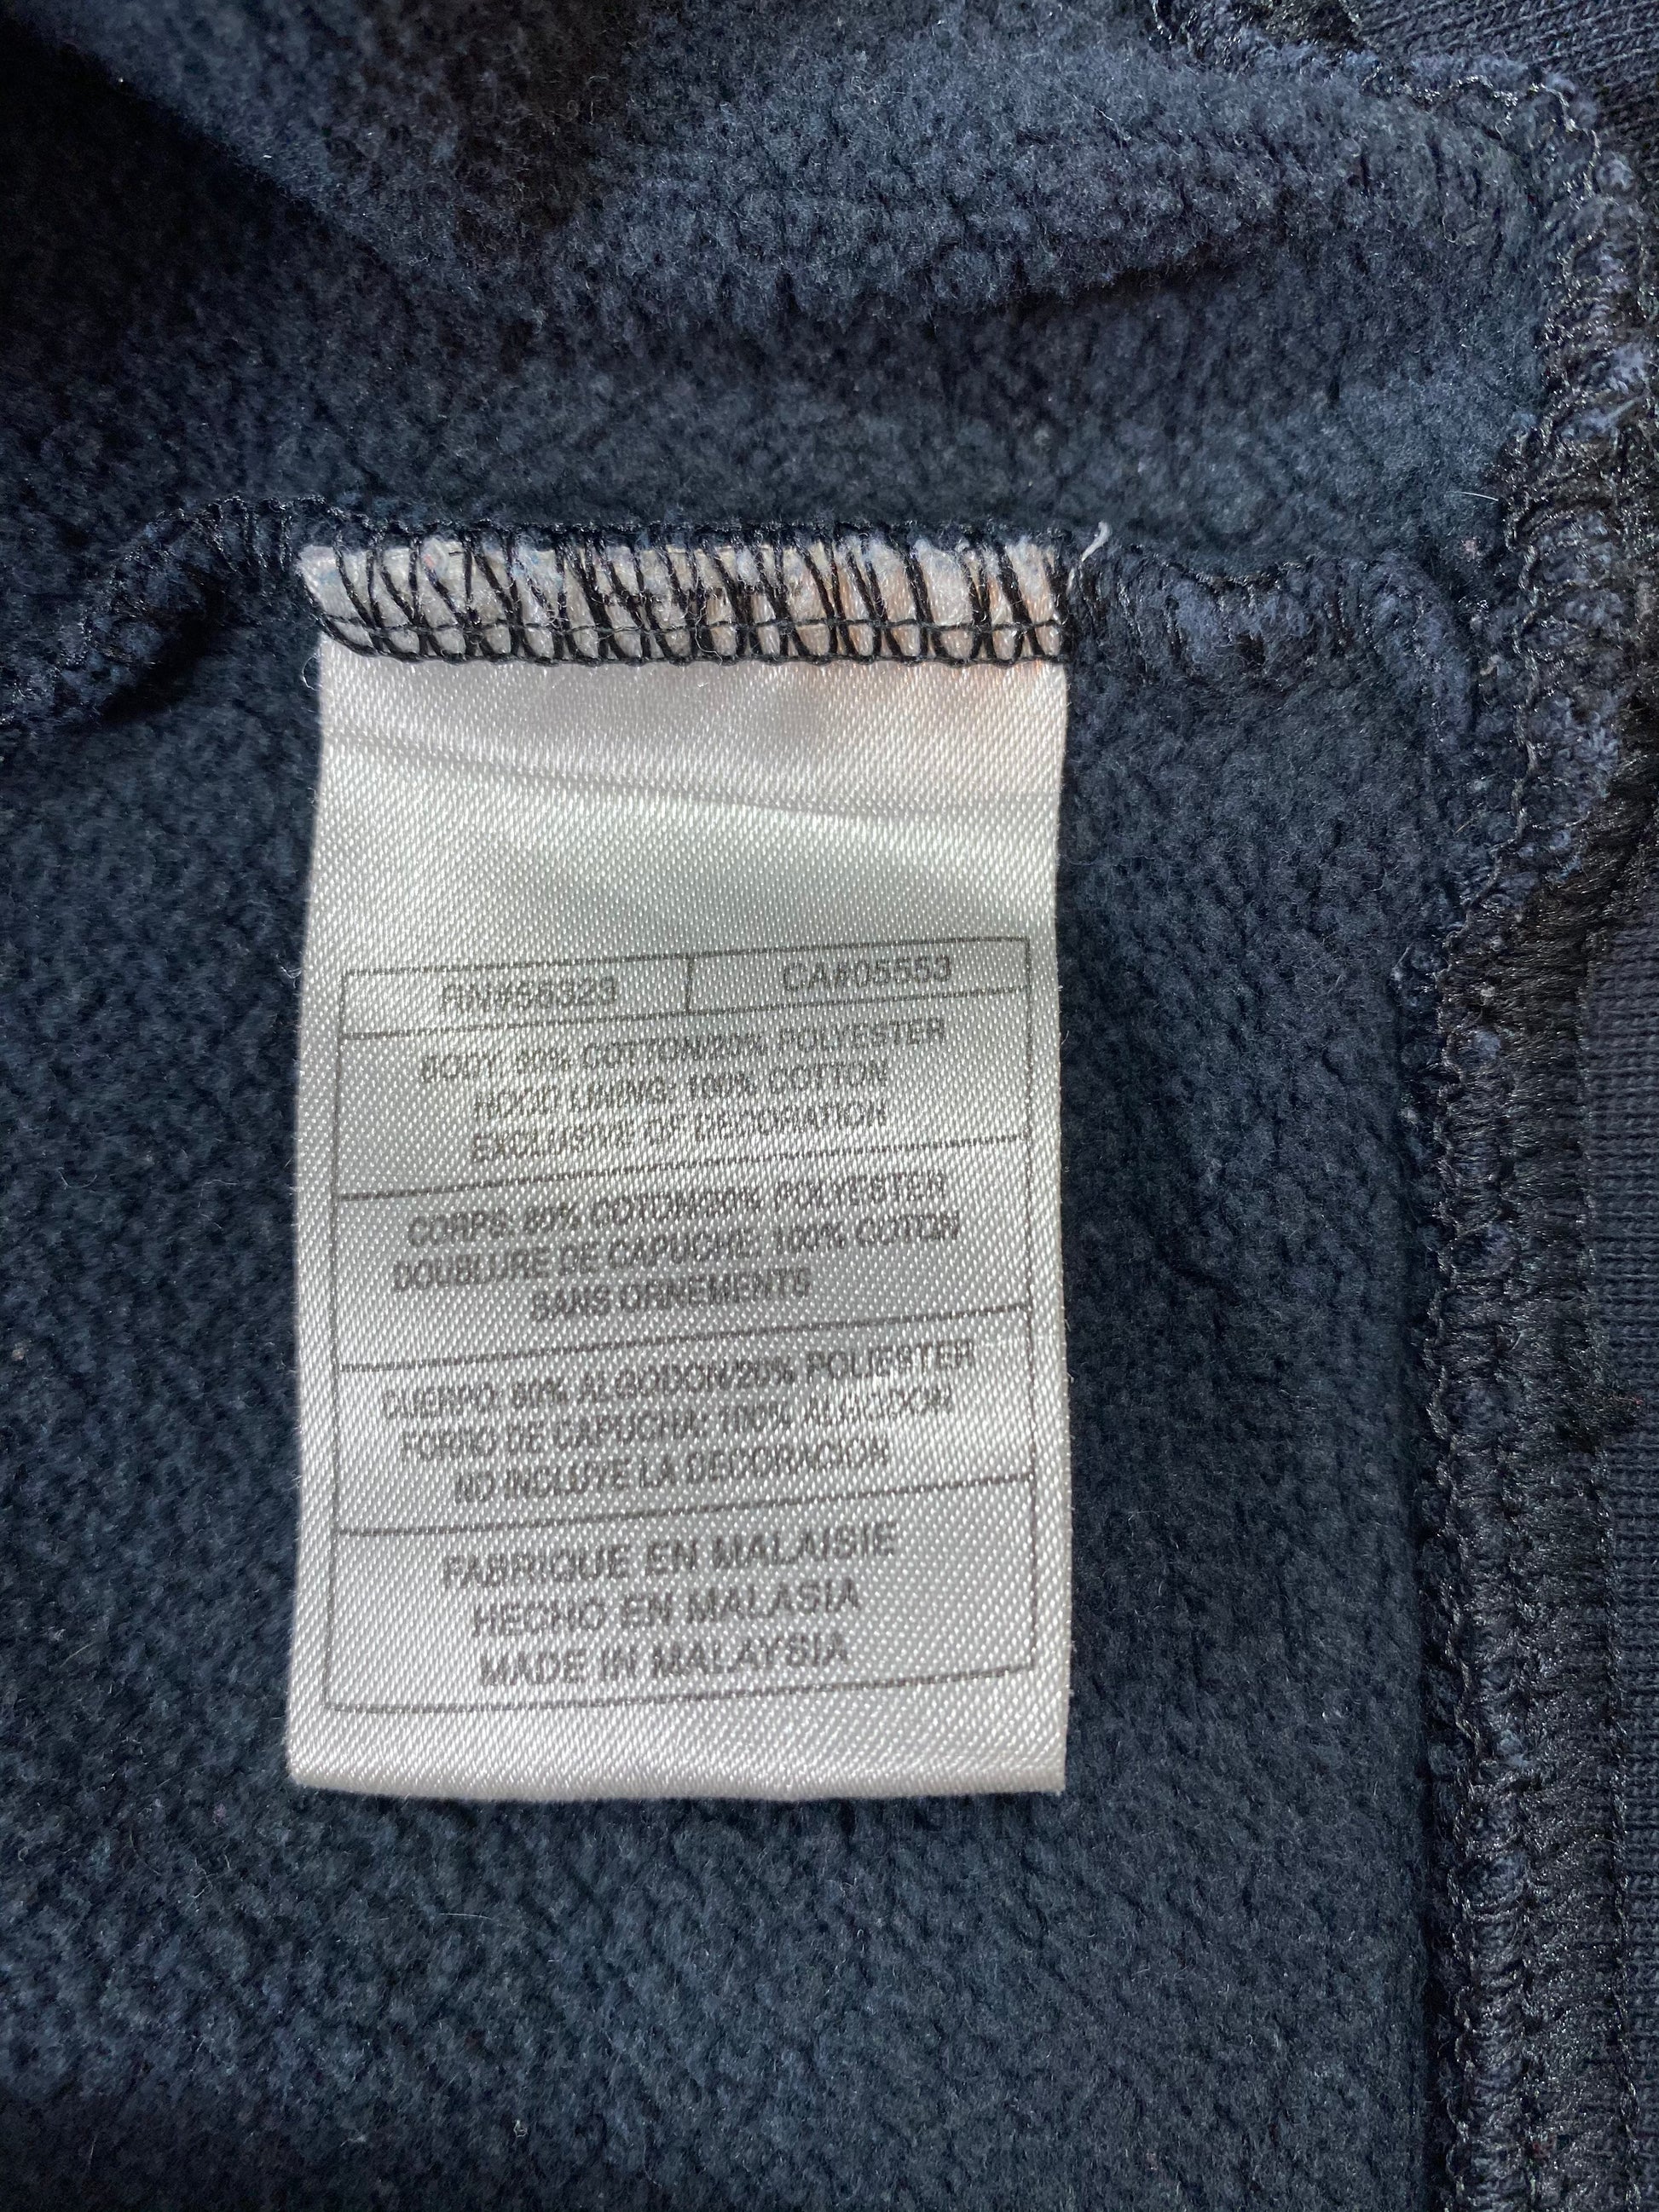 RN#56323 CA#05553
BODY: 80% COTTON/20% POLYESTER
HOOD LINING: 100% COTTON
EXCLUSIVE OF DECORATION
CORPS: 80% COTON/20% POLYESTER
DOUBLURE DE CAPUCHE: 100% COTON
SANS ORNEMENTS
CUERPO: 80% ALGODON/20% POLIESTER
FORRO DE CAPUCHA: 100% ALGODON
NO INCLUYE LA DECORACION
FABRIQUE EN MALAISIE
HECHO EN MALASIA
MADE IN MALAYSIA